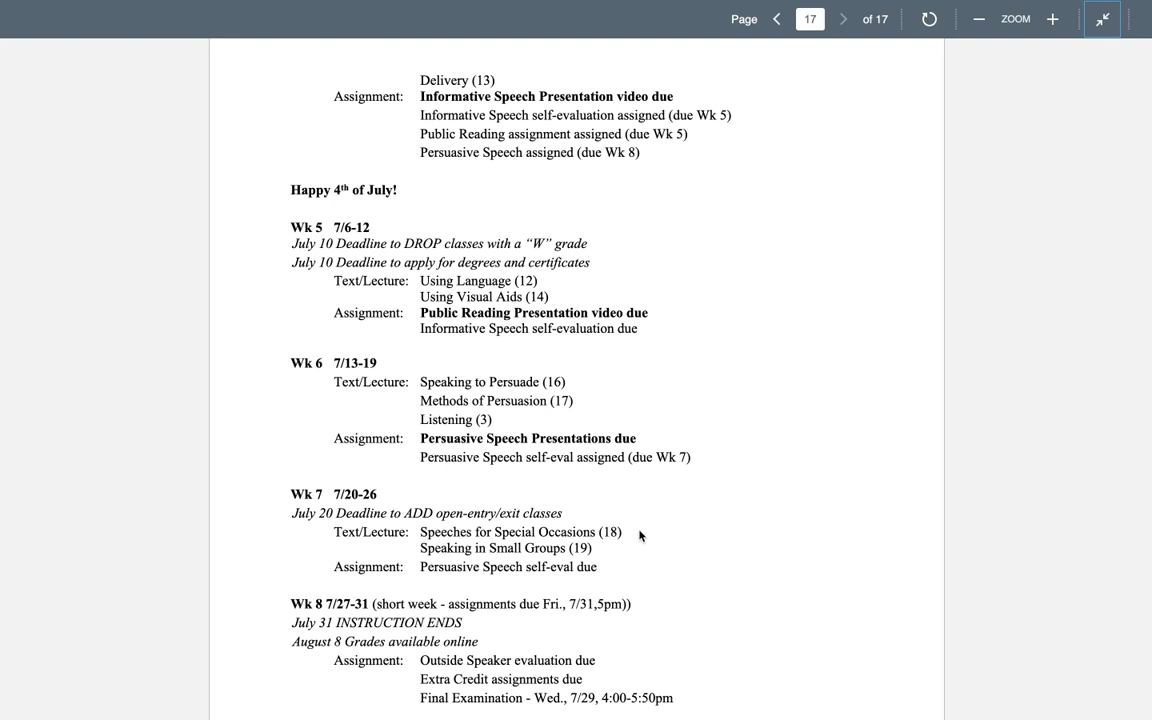 Page 17 of 17 ZOOM
Delivery (13)
Assignment: Informative Speech Presentation video due
Informative Speech self-evaluation assigned (due Wk 5)
Public Reading assignment assigned (due Wk 5)
Persuasive Speech assigned (due Wk 8)
Happy 4th of July!
Wk 5 7/6-12
July 10 Deadline to DROP classes with a “W” grade
July 10 Deadline to apply for degrees and certificates
Text/Lecture: Using Language (12)
Using Visual Aids (14)
Assignment: Public Reading Presentation video due
Informative Speech self-evaluation due
Wk 6 7/13-19
Text/Lecture: Speaking to Persuade (16)
Methods of Persuasion (17)
Listening (3)
Assignment: Persuasive Speech Presentations due
Persuasive Speech self-eval assigned (due Wk 7)
Wk 7 7/20-26
July 20 Deadline to ADD open-entry/exit classes
Text/Lecture: Speeches for Special Occasions (18)
Speaking in Small Groups (19)
Assignment: Persuasive Speech self-eval due
Wk 8 7/27-31 (short week - assignments due Fri., 7/31,5pm))
July 31 INSTRUCTION ENDS
August 8 Grades available online
Assignment: Outside Speaker evaluation due
Extra Credit assignments due
Final Examination - Wed., 7/29, 4:00-5:50pm